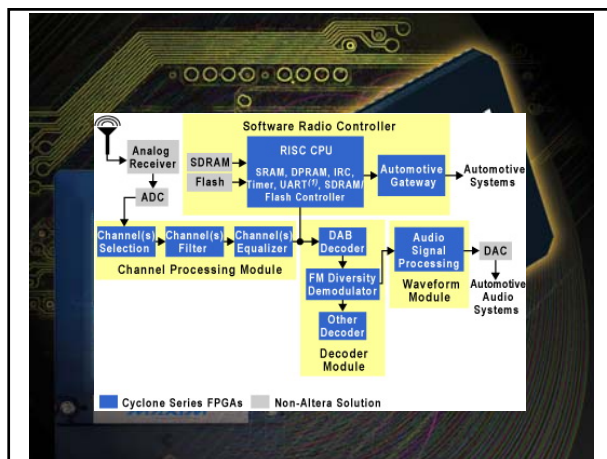 Software Radio Controller
Analog
Receiver
ADC
SDRAM
Flash
RISC CPU
SRAM, DPRAM, IRC,
Timer, UART(1), SDRAM/
Flash Controller
Automotive
Gateway
Automotive
Systems
Channel(s)
Selection
Channel(s)
Filter
Channel(s)
Equalizer
Channel Processing Module
DAB
Decoder
FM Diversity
Demodulator
Other
Decoder
Decoder
Module
Audio
Signal
Processing
Waveform
Module
DAC
Automotive
Audio
Systems
Cyclone Series FPGAs
Non-Altera Solution